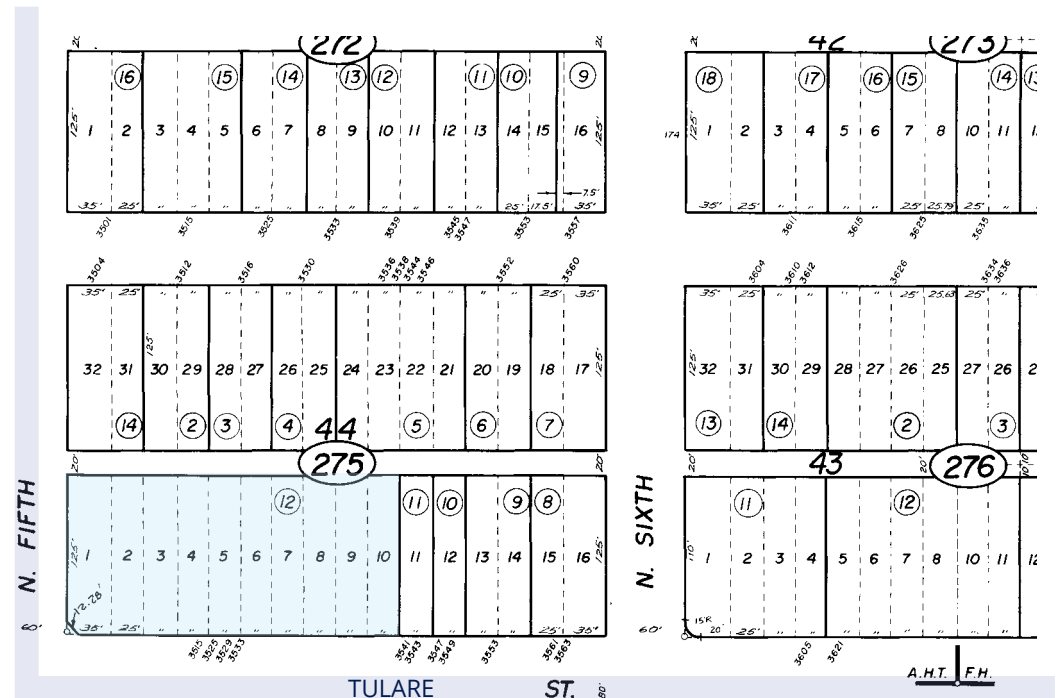 20' 272 20' 42 273
16 15 14 13 12 11 10 9 18 17 16 15 14 13
125' 1 2 3 4 5 6 7 8 9 10 11 12 13 14 15 16 125' 174 125' 1 2 3 4 5 6 7 8 10 11
7.5'
35' 25' " " " " " " " " " " " 25' 17.5' 35' 35' 25' " " " " 25' 25.79' 25' "
3501 3515 3525 3533 3539 3545 3547 3553 3557 3611 3615 3625 3635
3504 3512 3516 3530 3536 3538 3544 3546 3552 3560 3604 3610 3612 3626 3634 3636
35' 25' " " " " " " " " " " " " 25' 35' 35' 25' " " " " 25' 25.63 25' "
125'
32 31 30 29 28 27 26 25 24 23 22 21 20 19 18 17 125' 125' 32 31 30 29 28 27 26 25 27 26
14 2 3 4 5 6 7 13 14 2 3
44 43
20' 275 20' 20' 20' 276 10' 10'
12 11 10 9 8 11 12
125' 1 2 3 4 5 6 7 8 9 10 11 12 13 14 15 16 125' 110' 1 2 3 4 5 6 7 8 10 11 12
N. FIFTH
N. SIXTH
12.28'
60' 35' 25' " " " " " " " " " " " " 25' 35' 60' 15'R 20' 25' " " " " " " "
3515 3525 3529 3533 3541 3543 3547 3549 3553 3561 3563 3605 3621
A.H.T. F.H.
TULARE ST. 80'